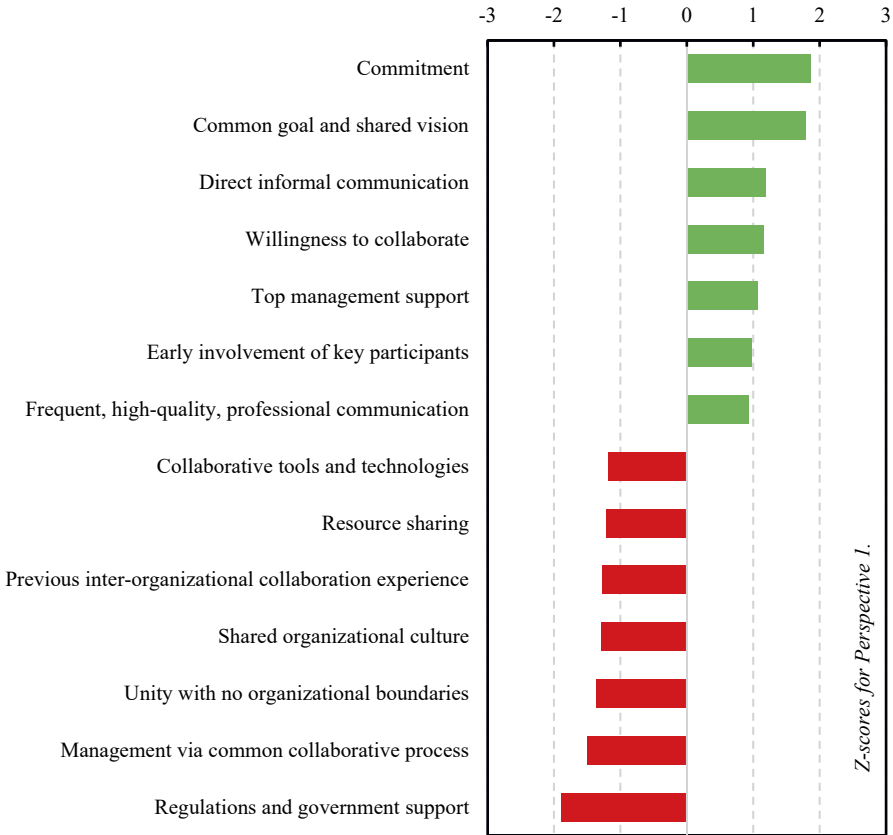 -3 -2 -1 0 1 2 3
Commitment
Common goal and shared vision
Direct informal communication
Willingness to collaborate
Top management support
Early involvement of key participants
Frequent, high-quality, professional communication
Collaborative tools and technologies
Resource sharing
Previous inter-organizational collaboration experience
Shared organizational culture
Unity with no organizational boundaries
Management via common collaborative process
Regulations and government support
Z-scores for Perspective 1.